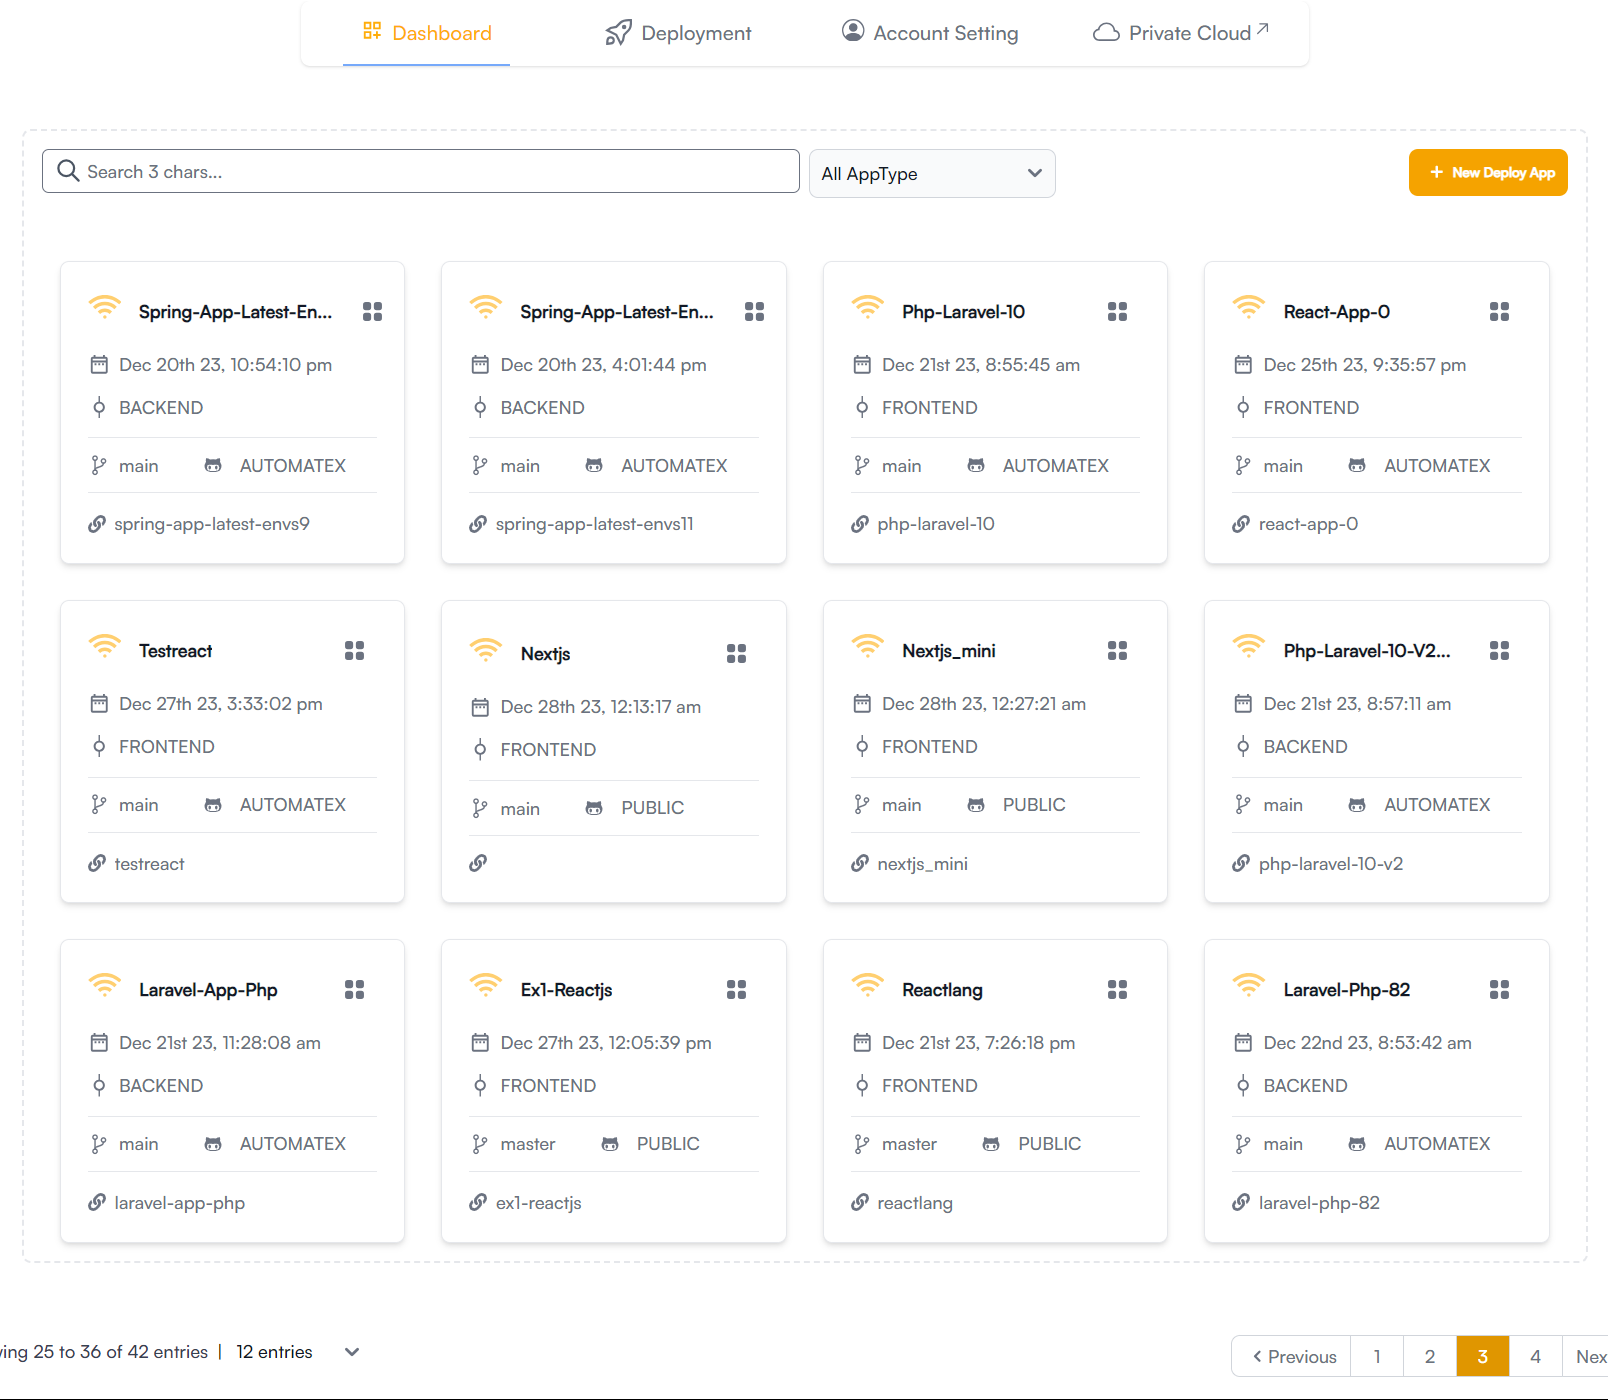 Dashboard Deployment Account Setting Private Cloud
Search 3 chars... All AppType + New Deploy App
Spring-App-Latest-En...
Dec 20th 23, 10:54:10 pm
BACKEND
main AUTOMATEX
spring-app-latest-envs9
Spring-App-Latest-En...
Dec 20th 23, 4:01:44 pm
BACKEND
main AUTOMATEX
spring-app-latest-envs11
Php-Laravel-10
Dec 21st 23, 8:55:45 am
FRONTEND
main AUTOMATEX
php-laravel-10
React-App-0
Dec 25th 23, 9:35:57 pm
FRONTEND
main AUTOMATEX
react-app-0
Testreact
Dec 27th 23, 3:33:02 pm
FRONTEND
main AUTOMATEX
testreact
Nextjs
Dec 28th 23, 12:13:17 am
FRONTEND
main PUBLIC
Nextjs_mini
Dec 28th 23, 12:27:21 am
FRONTEND
main PUBLIC
nextjs_mini
Php-Laravel-10-V2...
Dec 21st 23, 8:57:11 am
BACKEND
main AUTOMATEX
php-laravel-10-v2
Laravel-App-Php
Dec 21st 23, 11:28:08 am
BACKEND
main AUTOMATEX
laravel-app-php
Ex1-Reactjs
Dec 27th 23, 12:05:39 pm
FRONTEND
master PUBLIC
ex1-reactjs
Reactlang
Dec 21st 23, 7:26:18 pm
FRONTEND
master PUBLIC
reactlang
Laravel-Php-82
Dec 22nd 23, 8:53:42 am
BACKEND
main AUTOMATEX
laravel-php-82
ing 25 to 36 of 42 entries | 12 entries
Previous 1 2 3 4 Nex